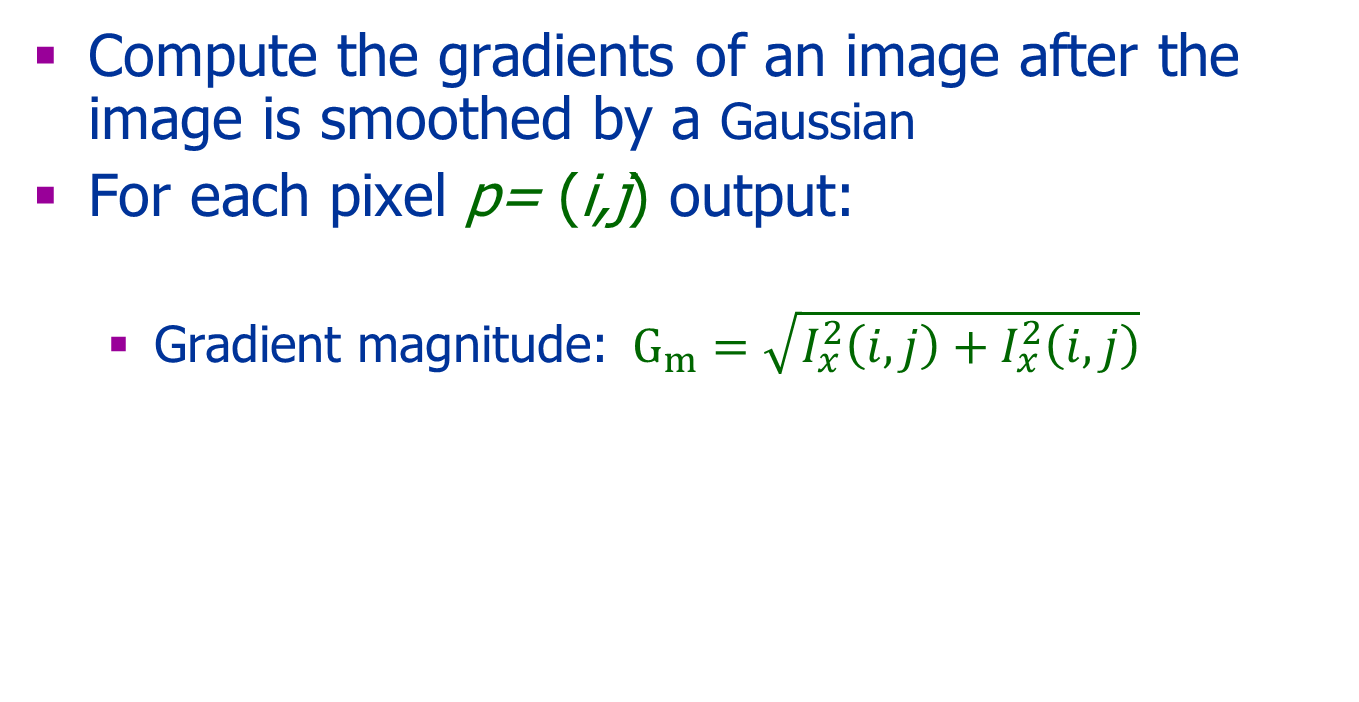 ▪ Compute the gradients of an image after the
image is smoothed by a Gaussian
▪ For each pixel p= (i,j) output:
▪ Gradient magnitude: G_m = √(I_x^2(i, j) + I_x^2(i, j))